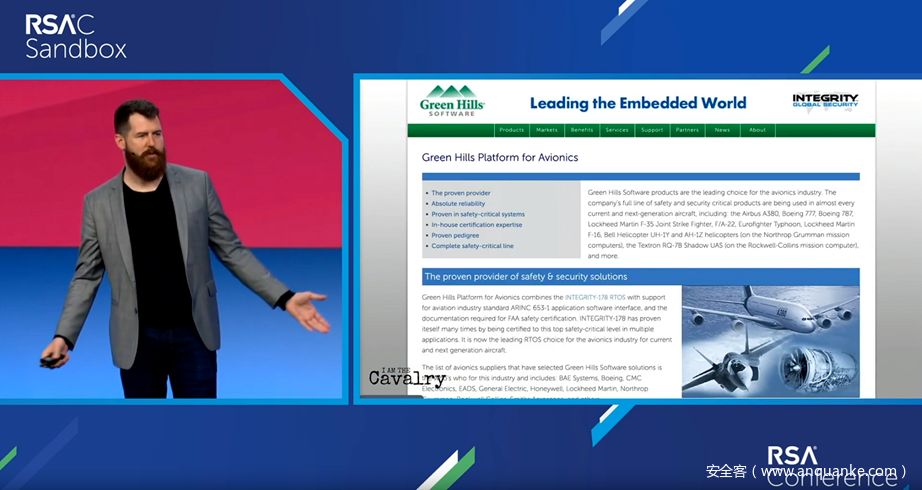 RSAC
Sandbox
Green Hills
SOFTWARE
Leading the Embedded World
INTEGRITY
GLOBAL SECURITY
Products Markets Benefits Services Support Partners News About
Green Hills Platform for Avionics
The proven provider
Absolute reliability
Proven in safety-critical systems
In-house certification expertise
Proven pedigree
Complete safety-critical line
Green Hills Software products are the leading choice for the avionics industry. The
company's full line of safety and security critical products are being used in almost every
current and next-generation aircraft, including: the Airbus A380, Boeing 777, Boeing 787,
Lockheed Martin F-35 Joint Strike Fighter, F/A-22, Eurofighter Typhoon, Lockheed Martin
F-16, Bell Helicopter UH-1Y and AH-1Z helicopters (on the Northrop Grumman mission
computers), the Textron RQ-7B Shadow UAS (on the Rockwell-Collins mission computer),
and more.
The proven provider of safety & security solutions
Green Hills Platform for Avionics combines the INTEGRITY-178 RTOS with support
for aviation industry standard ARINC 653-1 application software interface, and the
documentation required for FAA safety certification. INTEGRITY-178 has proven
itself many times by being certified to this top safety-critical level in multiple
applications. It is now the leading RTOS choice for the avionics industry for current
and next generation aircraft.
The list of avionics suppliers that have selected Green Hills Software solutions is
who's who for this industry and includes: BAE Systems, Boeing, CMC
Electronics, EADS, General Electric, Honeywell, Lockheed Martin, Northrop
A380
I AM THE
Cavalry
RSA
Conference
安全客（www.anquanke.com）